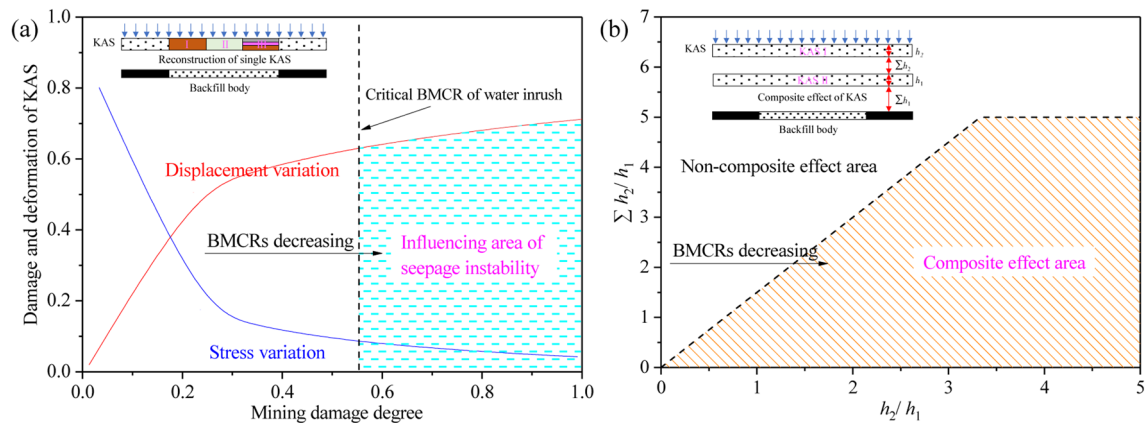 (a)
1.0
0.8
0.6
0.4
0.2
0.0
0.0
0.2
0.4
0.6
0.8
1.0
Damage and deformation of KAS
Mining damage degree
KAS
I
II
III
Reconstruction of single KAS
Backfill body
Critical BMCR of water inrush
Displacement variation
BMCRs decreasing
Influencing area of
seepage instability
Stress variation
(b)
7
6
5
4
3
2
1
0
0
1
2
3
4
5
∑ h₂/ h₁
h₂/ h₁
KAS
KAS I
h₂
∑h₂
KAS II
h₁
Composite effect of KAS
∑h₁
Backfill body
Non-composite effect area
BMCRs decreasing
Composite effect area